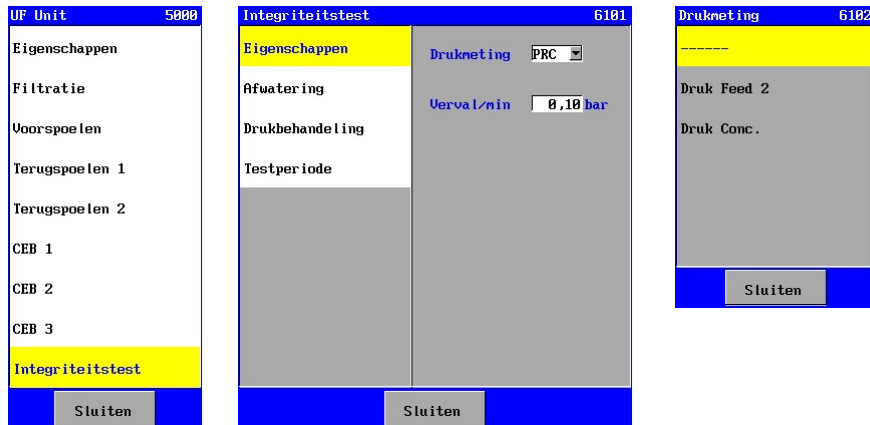 UF Unit 5000
Eigenschappen
Filtratie
Voorspoelen
Terugspoelen 1
Terugspoelen 2
CEB 1
CEB 2
CEB 3
Integriteitstest
Sluiten
Integriteitstest 6101
Eigenschappen
Afwatering
Drukbehandeling
Testperiode
Drukmeting PRC
Verval/min 0,10 bar
Sluiten
Drukmeting 6102
------
Druk Feed 2
Druk Conc.
Sluiten